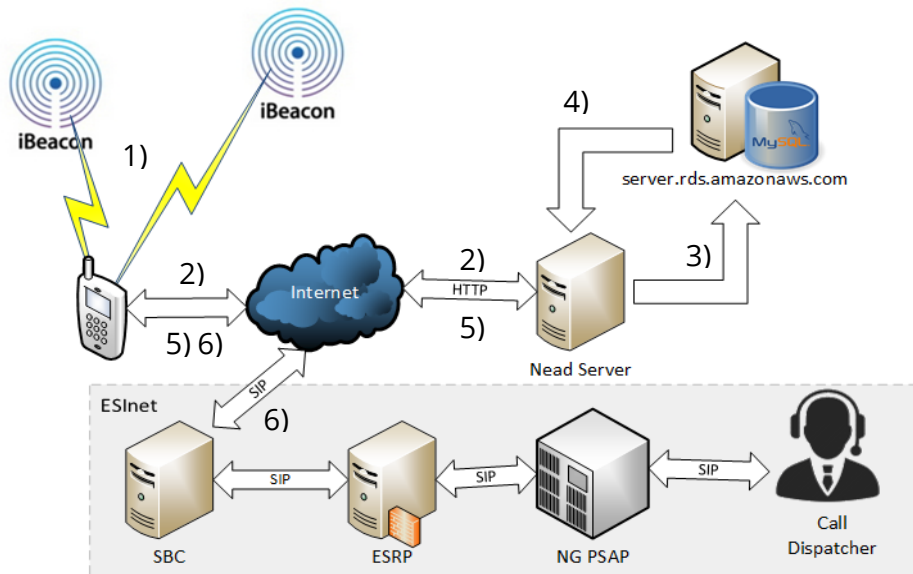 iBeacon
iBeacon
1)
4)
MySQL
server.rds.amazonaws.com
2)
Internet
2)
HTTP
3)
5) 6)
5)
Nead Server
SIP
ESInet
6)
SIP
SIP
SIP
SBC
ESRP
NG PSAP
Call
Dispatcher